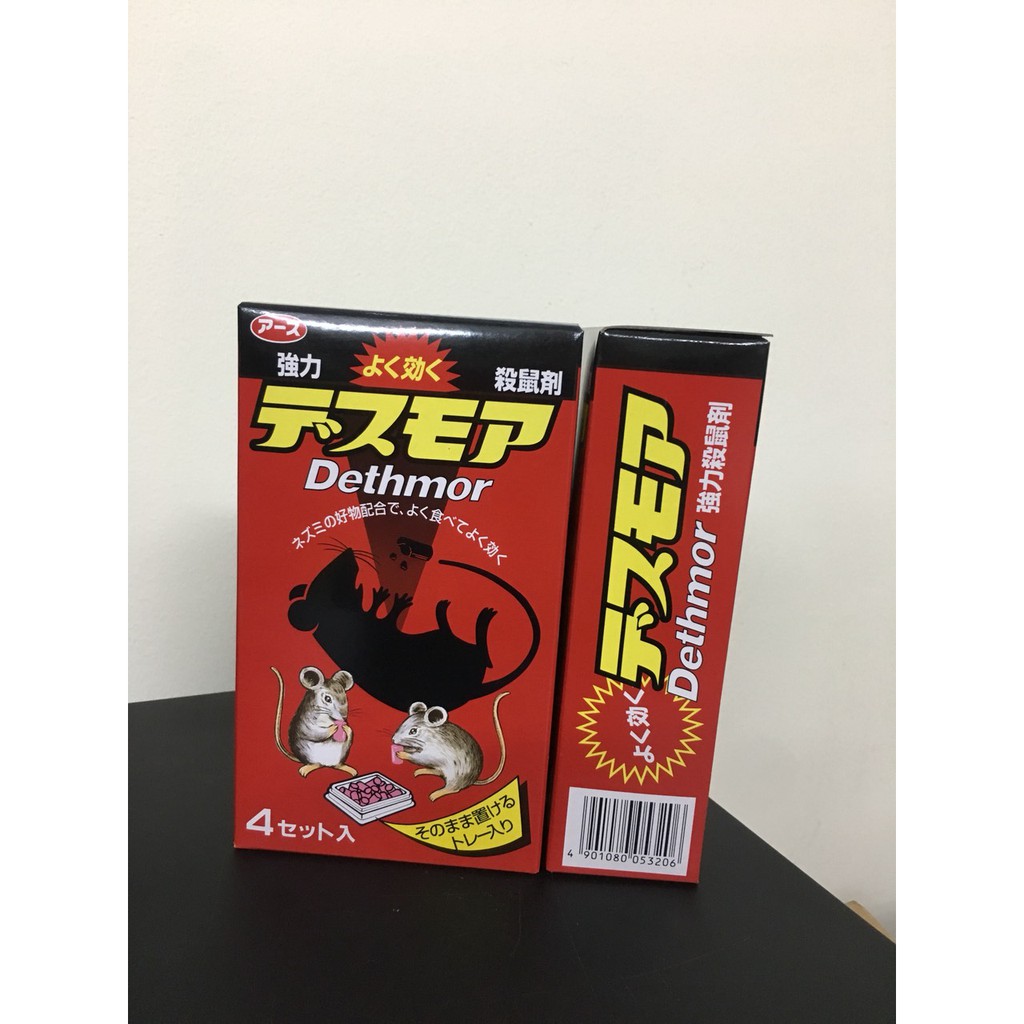 アース
強力 よく効く 殺鼠剤
デスモア
Dethmor
ネズミの好物配合で、よく食べてよく効く
そのまま置ける
トレー入り
4セット入
強力殺鼠剤
デスモア
Dethmor
よく効く
4 901080 053206